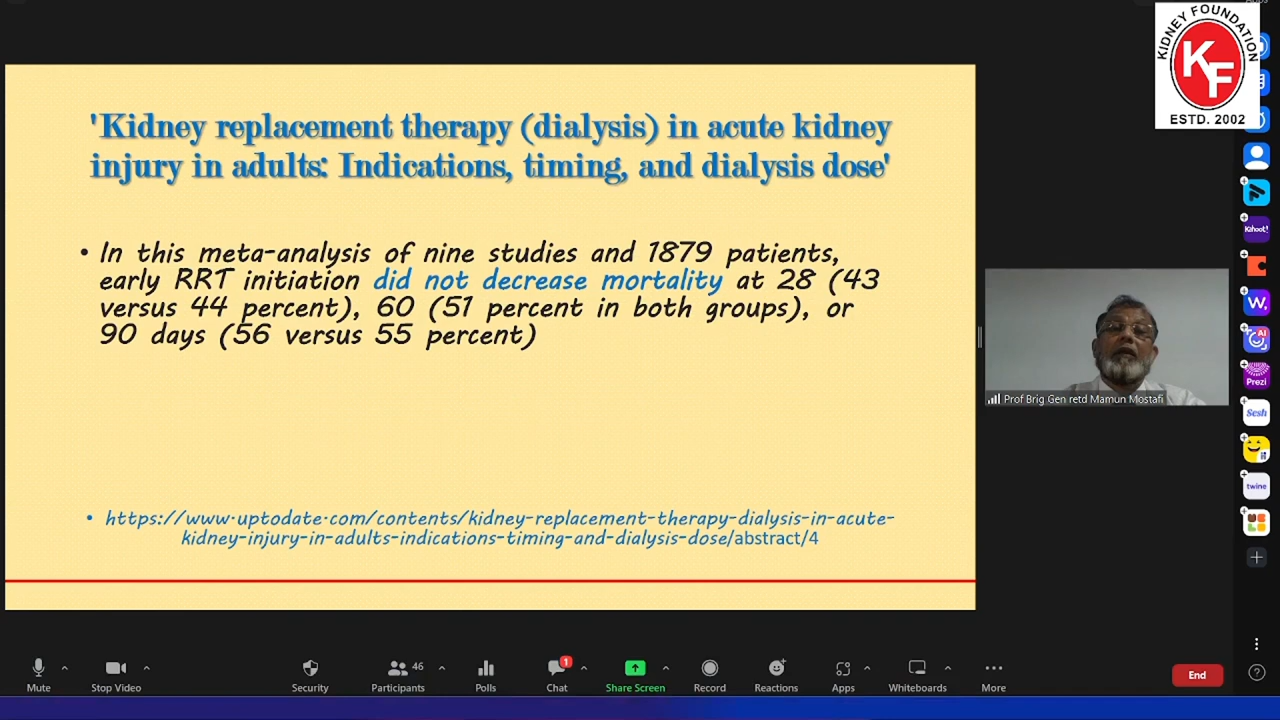 KIDNEY FOUNDATION
KF
ESTD. 2002
'Kidney replacement therapy (dialysis) in acute kidney
injury in adults: Indications, timing, and dialysis dose'
• In this meta-analysis of nine studies and 1879 patients,
early RRT initiation did not decrease mortality at 28 (43
versus 44 percent), 60 (51 percent in both groups), or
90 days (56 versus 55 percent)
• https://www.uptodate.com/contents/kidney-replacement-therapy-dialysis-in-acute-
kidney-injury-in-adults-indications-timing-and-dialysis-dose/abstract/4
Prof Brig Gen retd Mamun Mostafi
Kahoot!
W.
AI
Prezi
Sesh
twine
46
1
Mute
Stop Video
Security
Participants
Polls
Chat
Share Screen
Record
Reactions
Apps
Whiteboards
More
End